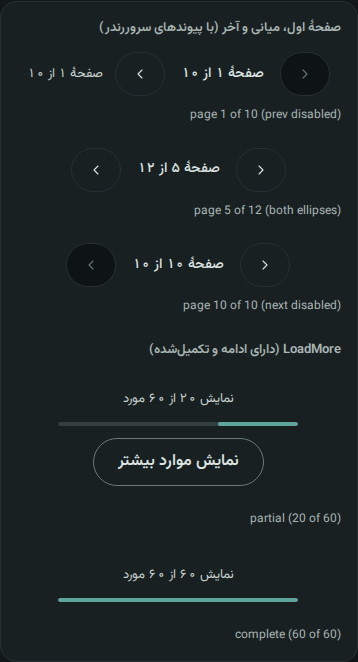 صفحهٔ اول، میانی و آخر (با پیوندهای سروررندر)
صفحهٔ ۱ از ۱۰
صفحهٔ ۱ از ۱۰
page 1 of 10 (prev disabled)
صفحهٔ ۵ از ۱۲
page 5 of 12 (both ellipses)
صفحهٔ ۱۰ از ۱۰
page 10 of 10 (next disabled)
LoadMore (دارای ادامه و تکمیل‌شده)
نمایش ۲۰ از ۶۰ مورد
نمایش موارد بیشتر
partial (20 of 60)
نمایش ۶۰ از ۶۰ مورد
complete (60 of 60)